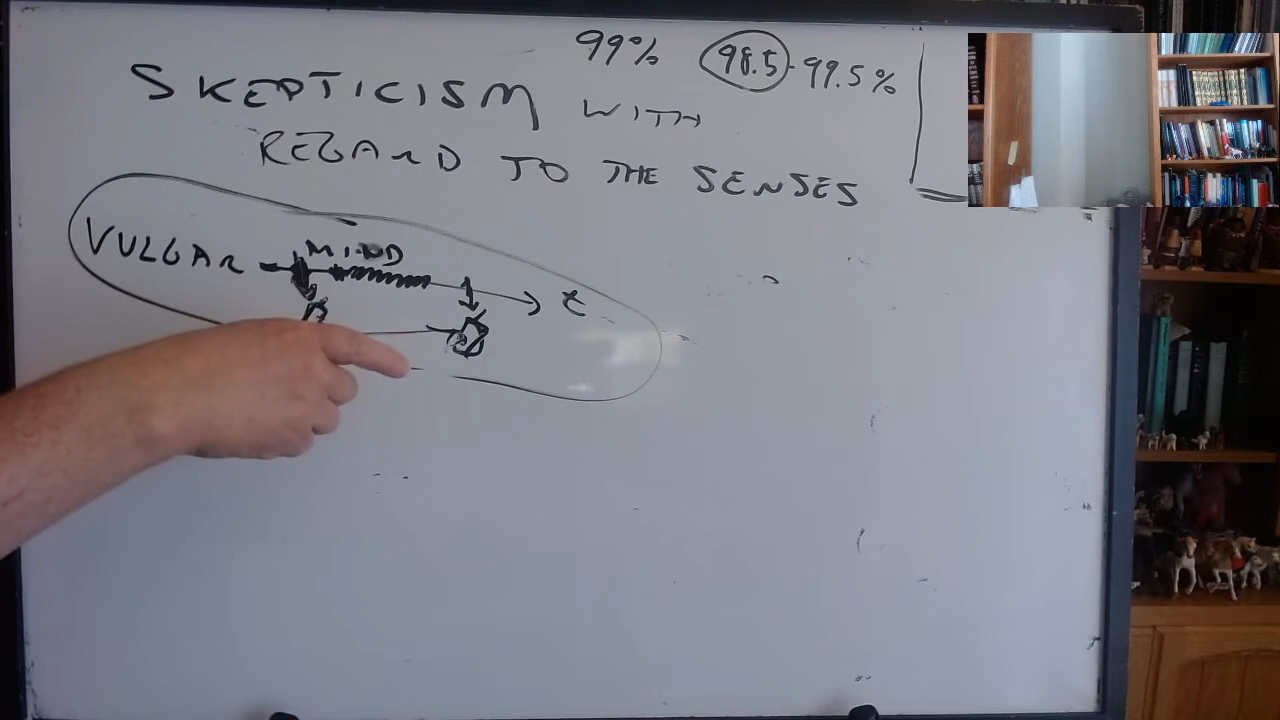 99% 98.5-99.5%
SKEPTICISM WITH
REGARD TO THE SENSES
VULGAR MIND
t